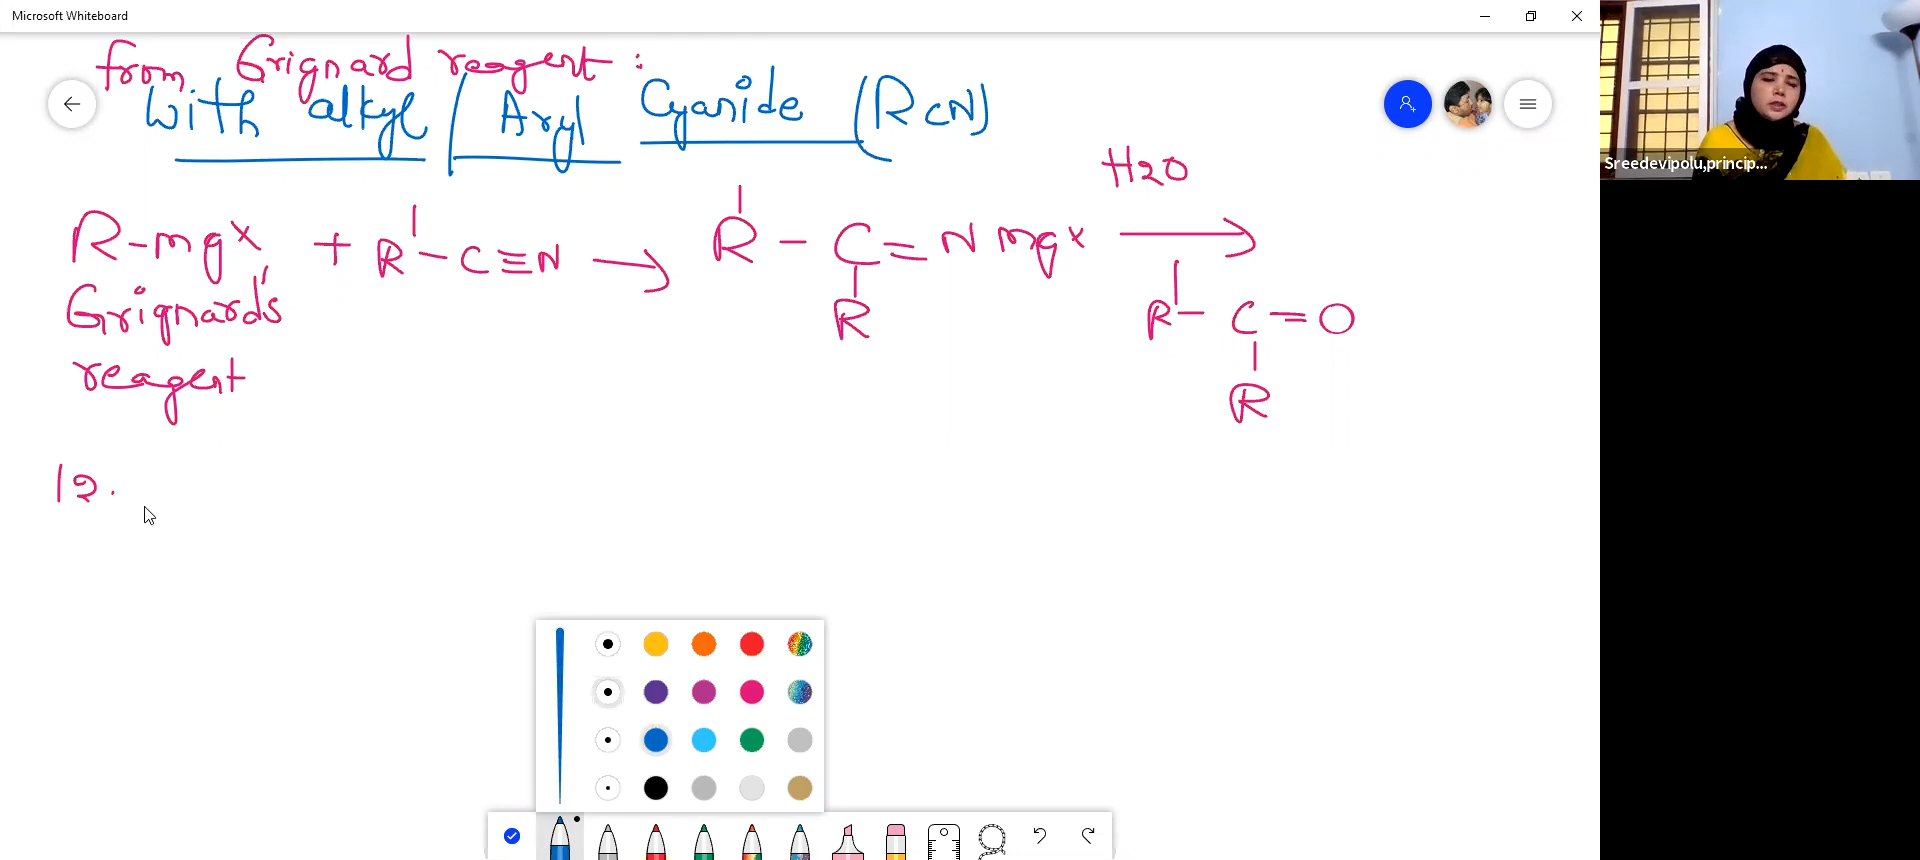 Microsoft Whiteboard
from Grignard reagent :
with alkyl / Aryl Cyanide (RCN)
Sreedevipolu,princip...
H2O
R-mgx + R'-C≡N → R'-C=N mgx →
R
Grignard's
reagent
R'-C=O
R
12.